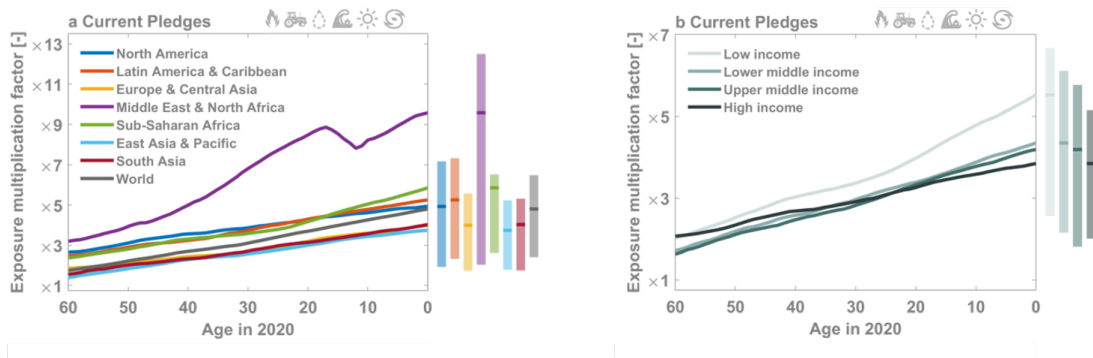 a Current Pledges
Exposure multiplication factor [-]
×13
×11
×9
×7
×5
×3
×1
North America
Latin America & Caribbean
Europe & Central Asia
Middle East & North Africa
Sub-Saharan Africa
East Asia & Pacific
South Asia
World
60 50 40 30 20 10 0
Age in 2020
b Current Pledges
Exposure multiplication factor [-]
×7
×5
×3
×1
Low income
Lower middle income
Upper middle income
High income
60 50 40 30 20 10 0
Age in 2020